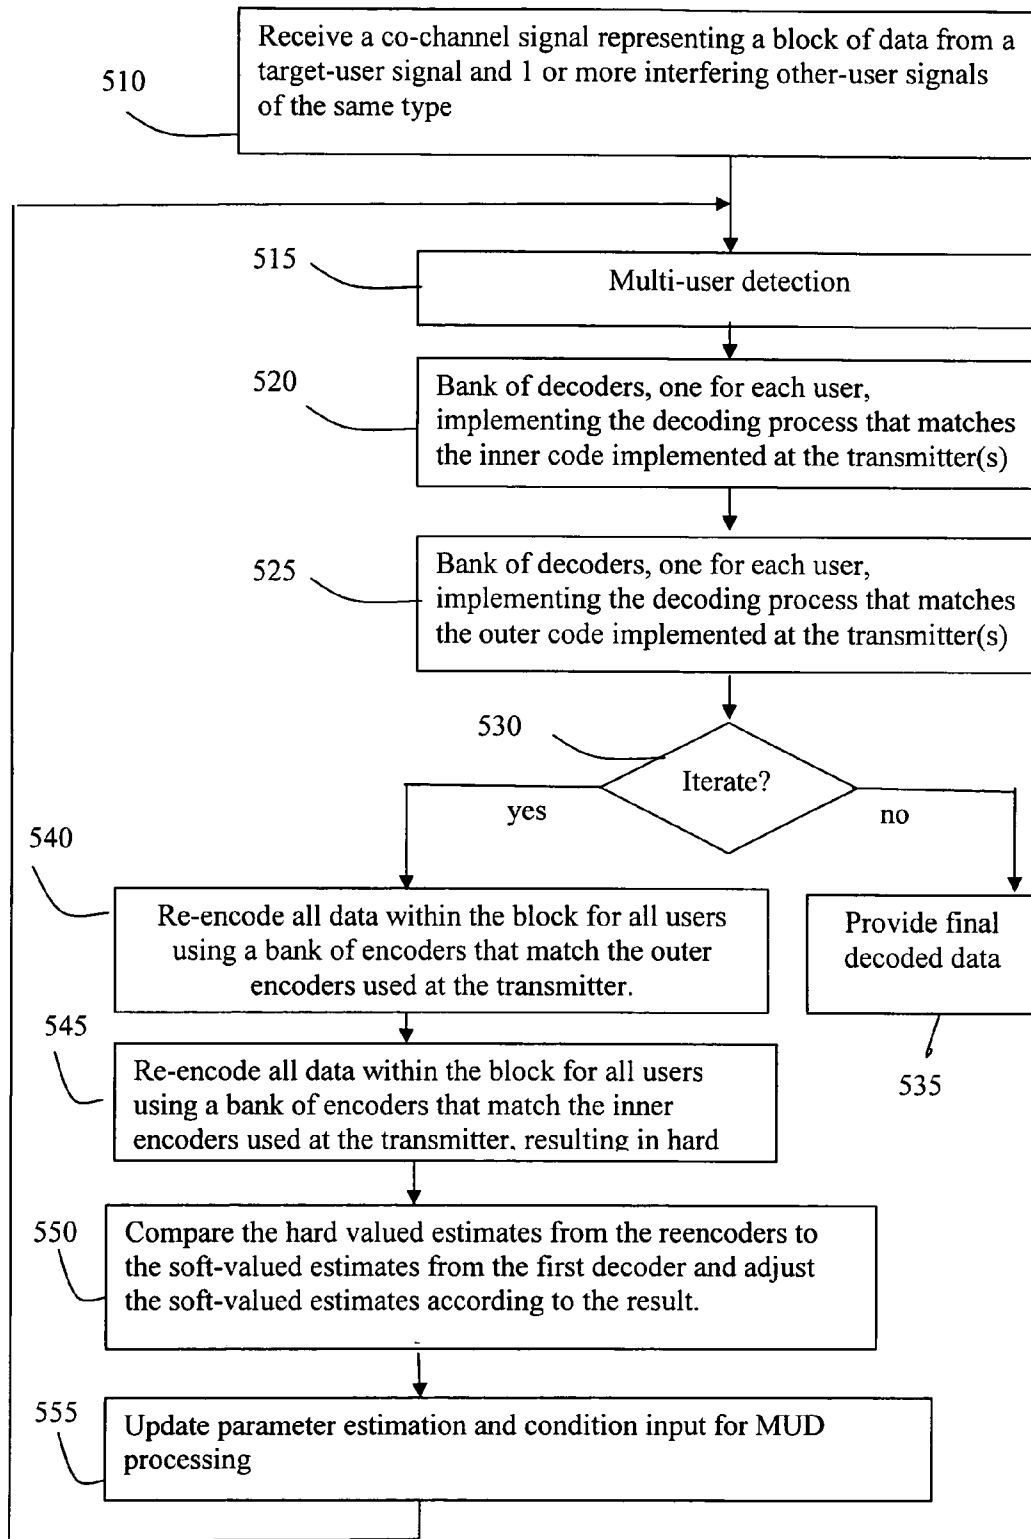 Receive a co-channel signal representing a block of data from a
target-user signal and 1 or more interfering other-user signals
of the same type
510
515
Multi-user detection
520
Bank of decoders, one for each user,
implementing the decoding process that matches
the inner code implemented at the transmitter(s)
525
Bank of decoders, one for each user,
implementing the decoding process that matches
the outer code implemented at the transmitter(s)
530
Iterate?
yes
no
540
Re-encode all data within the block for all users
using a bank of encoders that match the outer
encoders used at the transmitter.
Provide final
decoded data
535
545
Re-encode all data within the block for all users
using a bank of encoders that match the inner
encoders used at the transmitter, resulting in hard
550
Compare the hard valued estimates from the reencoders to
the soft-valued estimates from the first decoder and adjust
the soft-valued estimates according to the result.
555
Update parameter estimation and condition input for MUD
processing